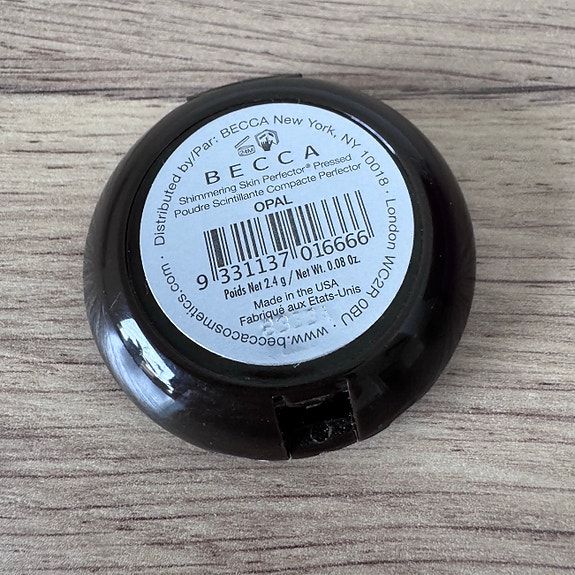 Distributed by/Par: BECCA New York, NY 10018 · London WC2R 0BU · www.beccacosmetics.com ·
24M
BECCA
Shimmering Skin Perfector® Pressed
Poudre Scintillante Compacte Perfector
OPAL
9 331137 016666
Poids Net 2.4 g / Net Wt. 0.08 Oz.
Made in the USA
Fabriqué aux Etats-Unis